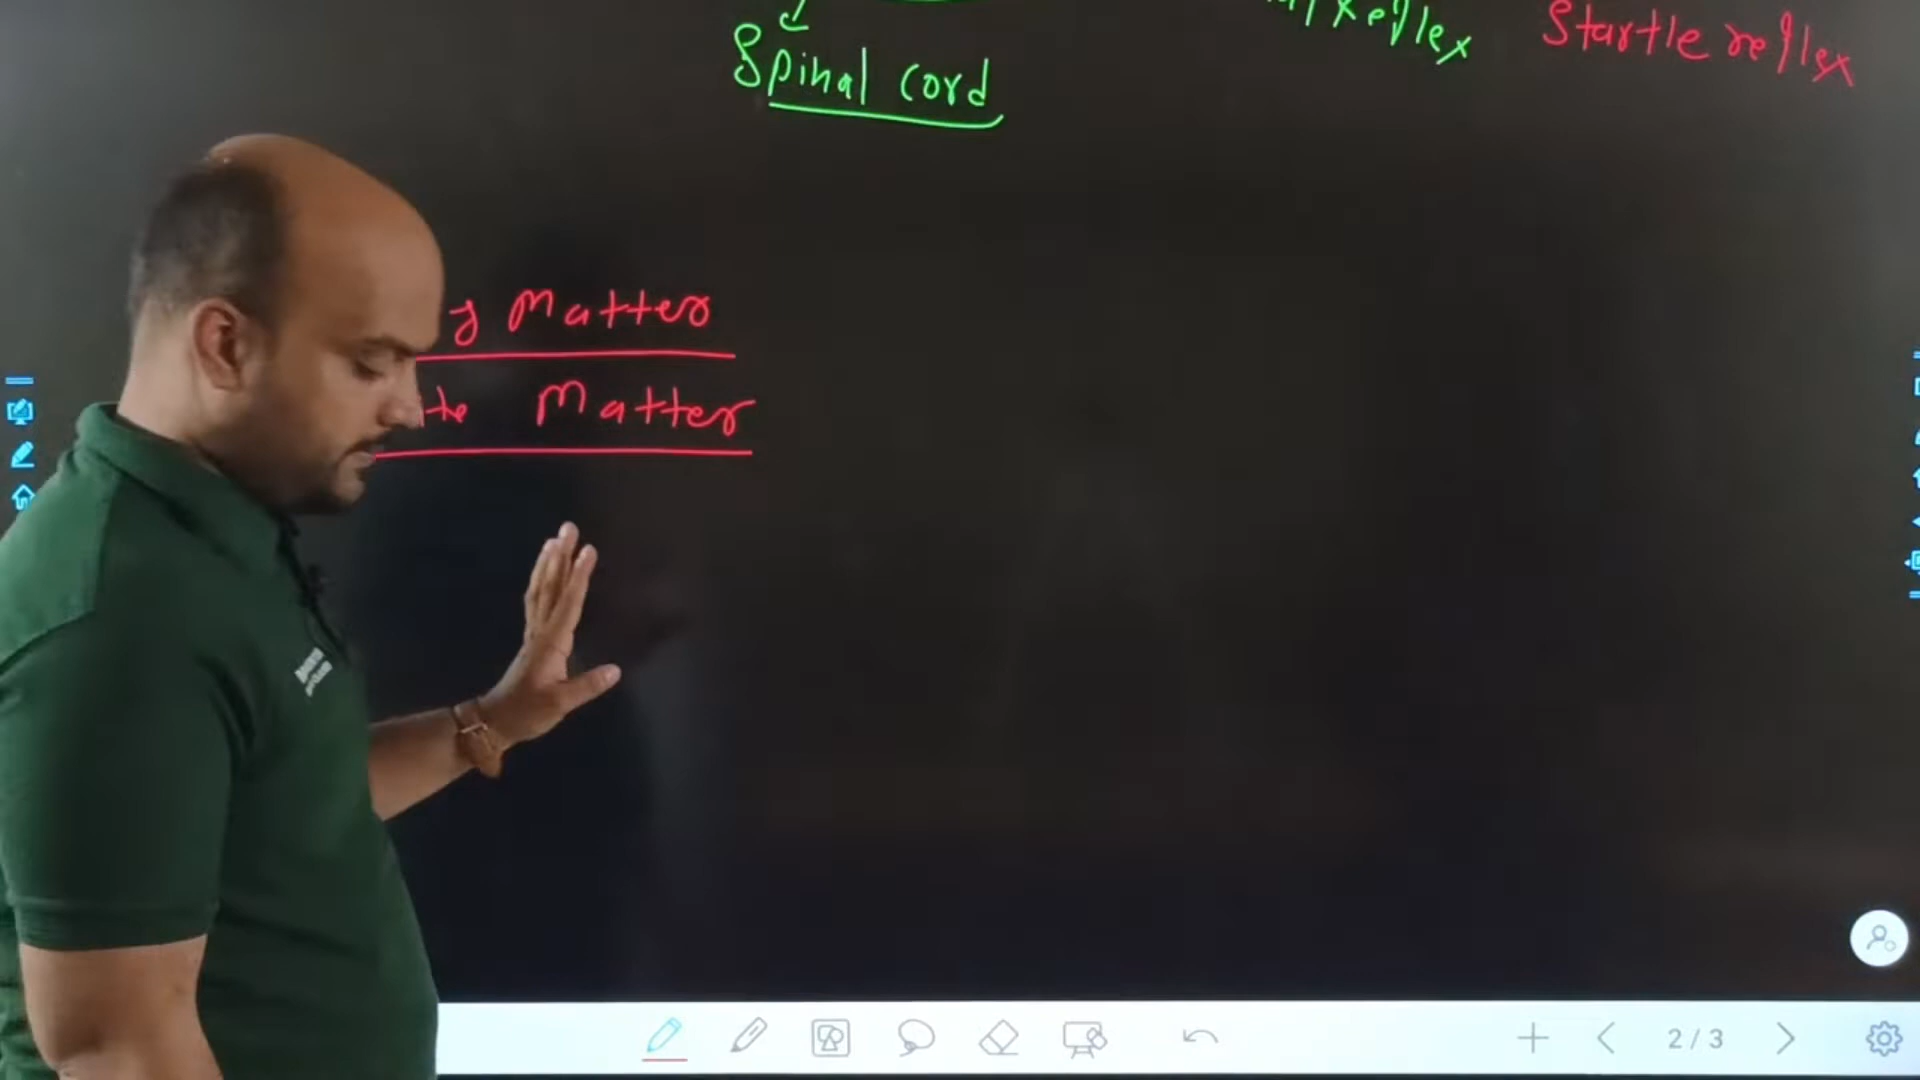 Reflex Startle reflex
Spinal cord
y Matter
te Matter
2/3